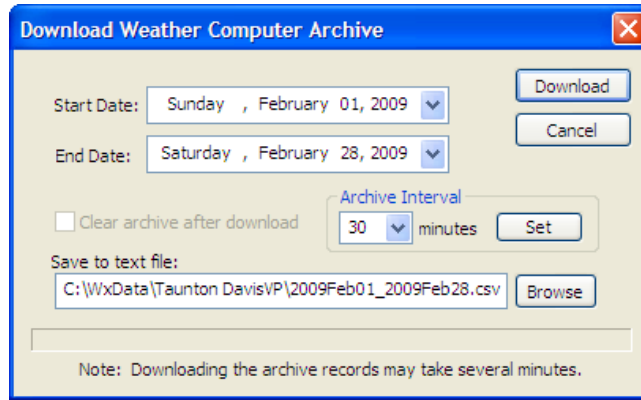 Download Weather Computer Archive
Start Date: Sunday , February 01, 2009
Download
End Date: Saturday , February 28, 2009
Cancel
Clear archive after download
Archive Interval
30 minutes Set
Save to text file:
C:\WxData\Taunton DavisVP\2009Feb01_2009Feb28.csv Browse
Note: Downloading the archive records may take several minutes.